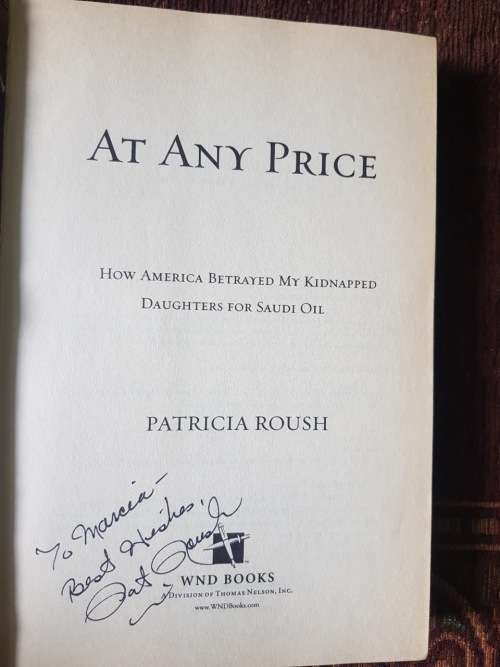 At Any Price
How America Betrayed My Kidnapped
Daughters for Saudi Oil
PATRICIA ROUSH
To Marcia-
Best Wishes,
Pat Roush
WND BOOKS
A Division of Thomas Nelson, Inc.
www.WNDBooks.com